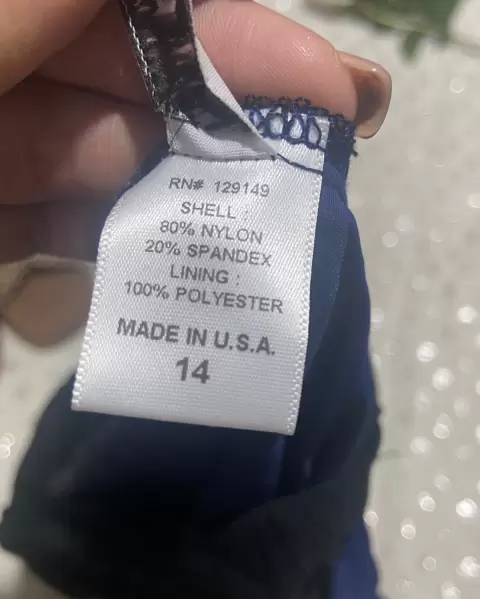 RN# 129149
SHELL :
80% NYLON
20% SPANDEX
LINING :
100% POLYESTER
MADE IN U.S.A.
14